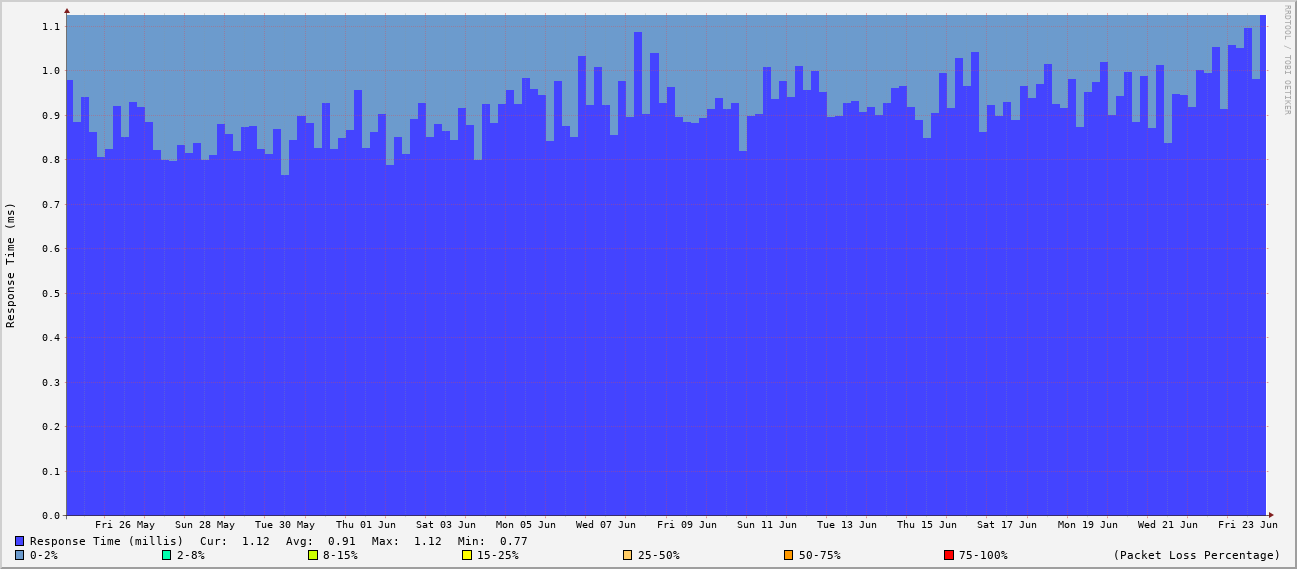 RRDTOOL / TOBI OETIKER
Response Time (ms)
1.1
1.0
0.9
0.8
0.7
0.6
0.5
0.4
0.3
0.2
0.1
0.0
Fri 26 May Sun 28 May Tue 30 May Thu 01 Jun Sat 03 Jun Mon 05 Jun Wed 07 Jun Fri 09 Jun Sun 11 Jun Tue 13 Jun Thu 15 Jun Sat 17 Jun Mon 19 Jun Wed 21 Jun Fri 23 Jun
Response Time (millis) Cur: 1.12 Avg: 0.91 Max: 1.12 Min: 0.77
0-2% 2-8% 8-15% 15-25% 25-50% 50-75% 75-100% (Packet Loss Percentage)